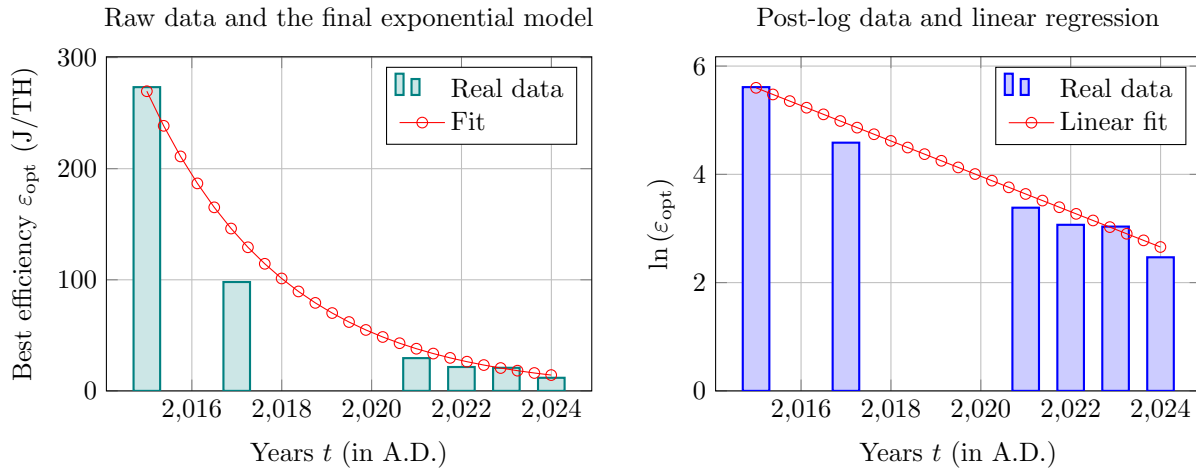 Raw data and the final exponential model
Best efficiency ε_opt (J/TH)
300
200
100
0
Real data
Fit
2,016 2,018 2,020 2,022 2,024
Years t (in A.D.)
Post-log data and linear regression
ln (ε_opt)
6
4
2
0
Real data
Linear fit
2,016 2,018 2,020 2,022 2,024
Years t (in A.D.)